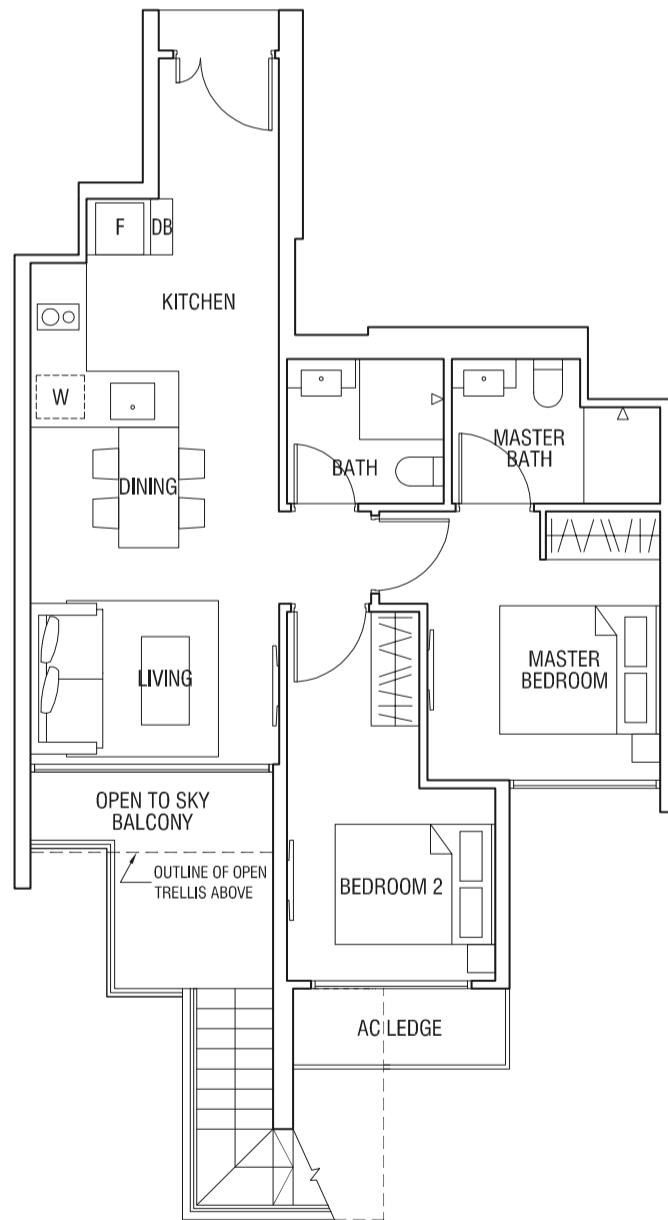 F
DB
KITCHEN
W
BATH
MASTER
BATH
DINING
LIVING
MASTER
BEDROOM
OPEN TO SKY
BALCONY
OUTLINE OF OPEN
TRELLIS ABOVE
BEDROOM 2
AC LEDGE